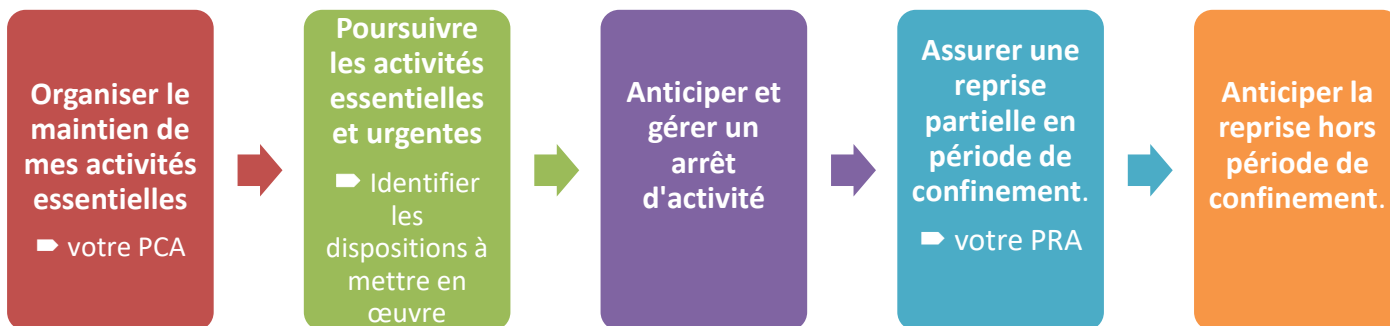 Organiser le
maintien de
mes activités
essentielles
votre PCA
Poursuivre
les activités
essentielles
et urgentes
Identifier
les
dispositions à
mettre en
œuvre
Anticiper et
gérer un
arrêt
d'activité
Assurer une
reprise
partielle en
période de
confinement.
votre PRA
Anticiper la
reprise hors
période de
confinement.